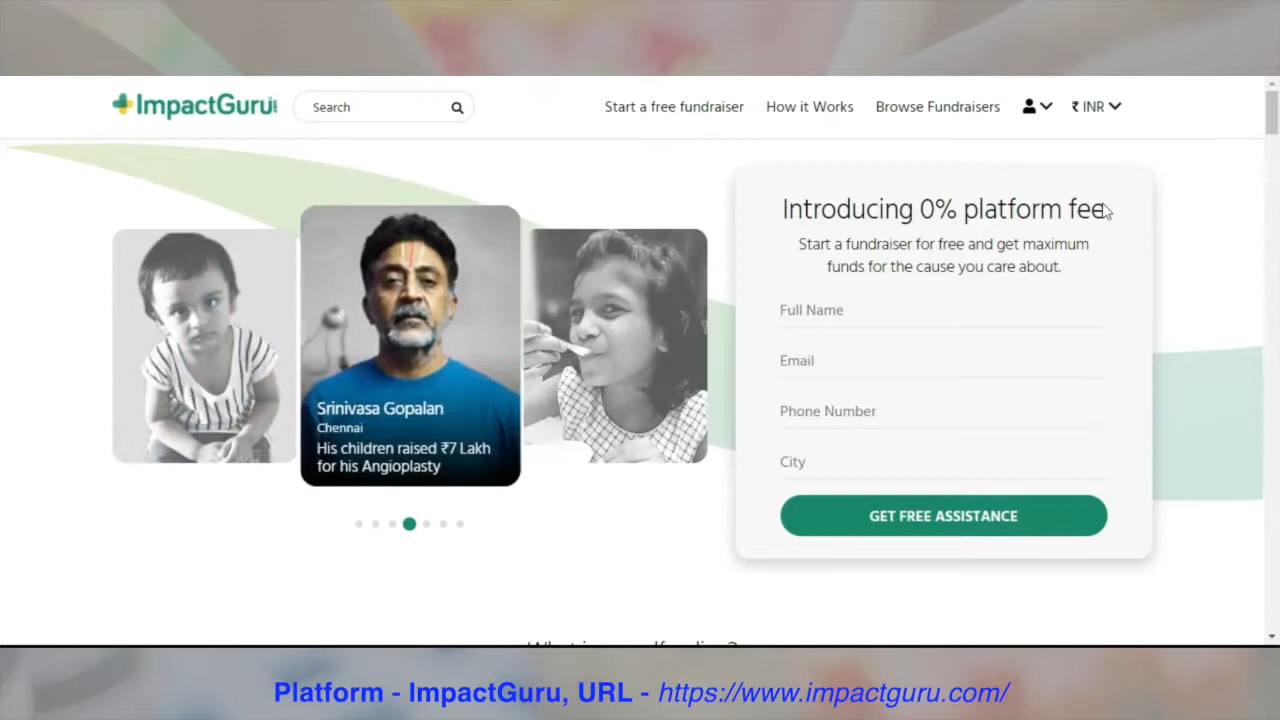 ImpactGuru
Search
Start a free fundraiser
How it Works
Browse Fundraisers
₹ INR
Introducing 0% platform fee
Start a fundraiser for free and get maximum
funds for the cause you care about.
Full Name
Email
Phone Number
City
GET FREE ASSISTANCE
Srinivasa Gopalan
Chennai
His children raised ₹7 Lakh
for his Angioplasty
Platform - ImpactGuru, URL - https://www.impactguru.com/